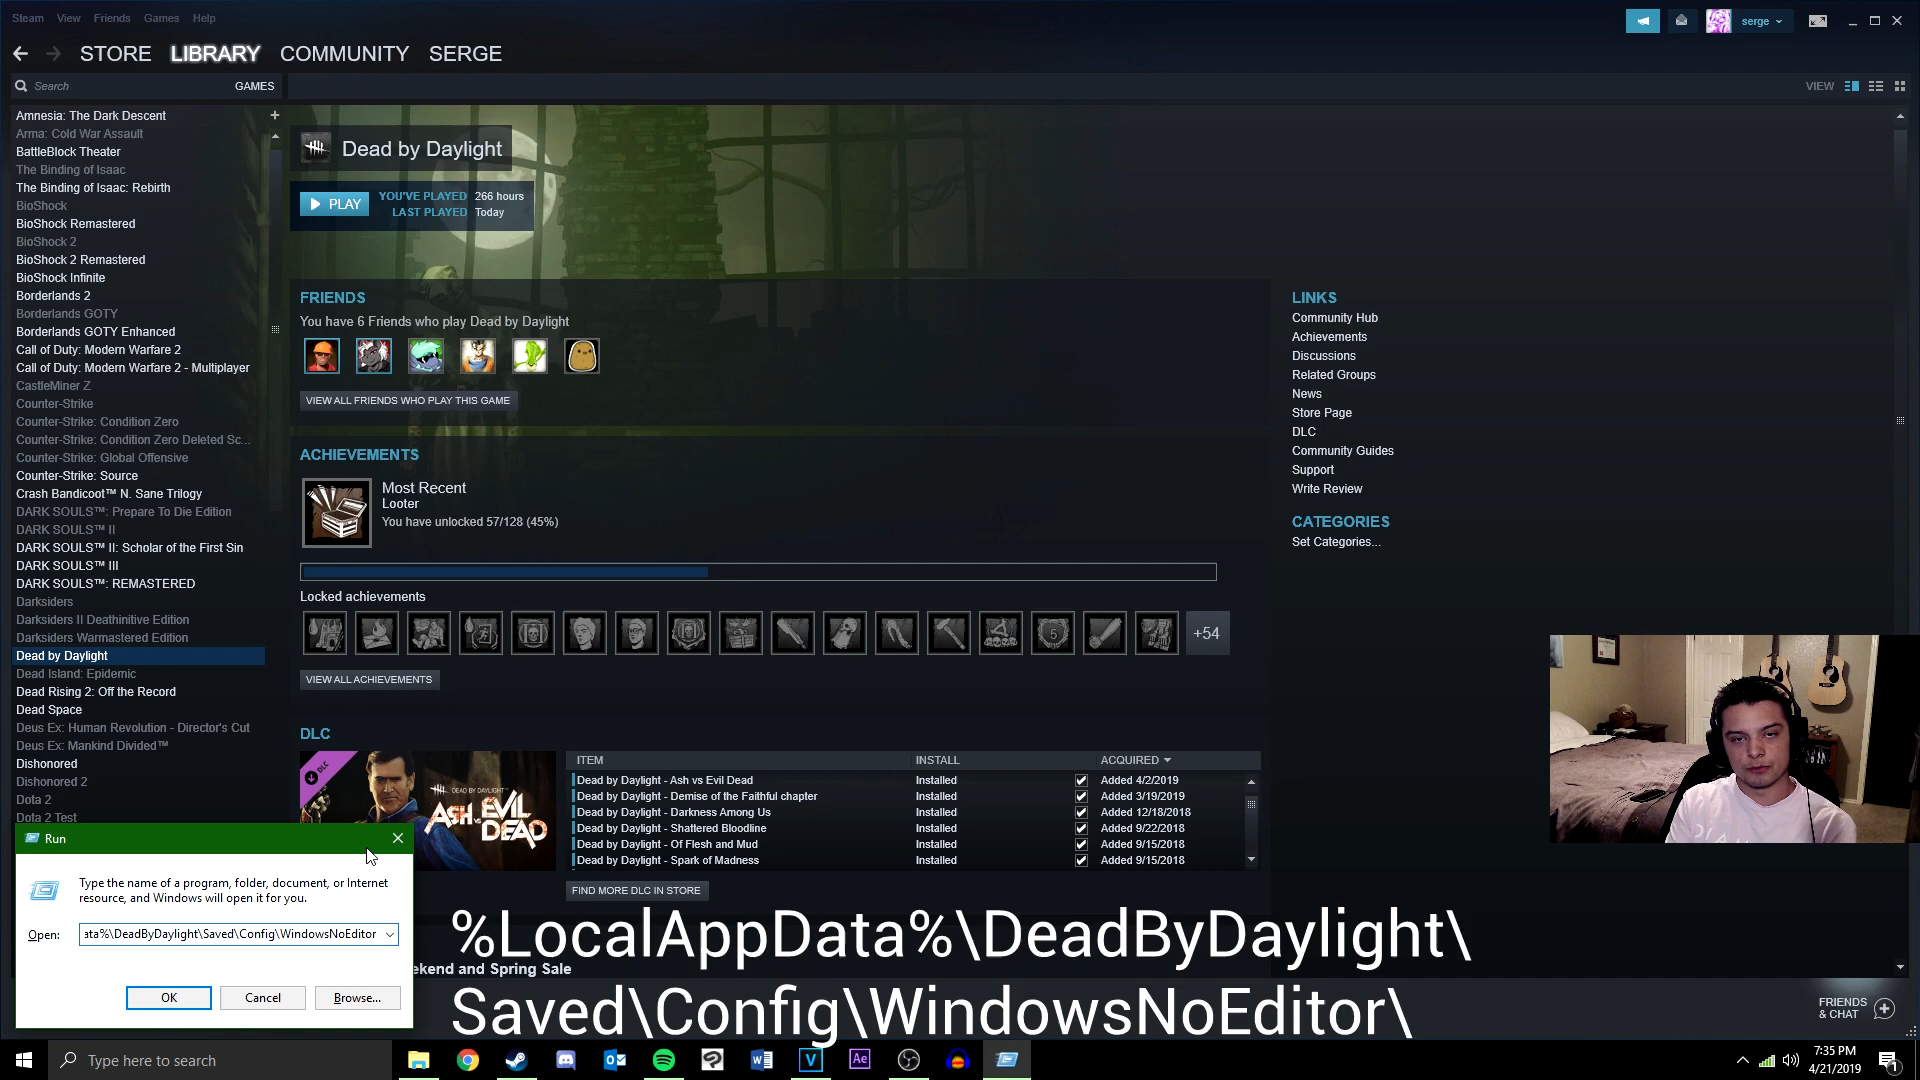 Steam View Friends Games Help
serge
STORE LIBRARY COMMUNITY SERGE
Search GAMES
VIEW
Amnesia: The Dark Descent
Arma: Cold War Assault
BattleBlock Theater
The Binding of Isaac
The Binding of Isaac: Rebirth
BioShock
BioShock Remastered
BioShock 2
BioShock 2 Remastered
BioShock Infinite
Borderlands 2
Borderlands GOTY
Borderlands GOTY Enhanced
Call of Duty: Modern Warfare 2
Call of Duty: Modern Warfare 2 - Multiplayer
CastleMiner Z
Counter-Strike
Counter-Strike: Condition Zero
Counter-Strike: Condition Zero Deleted Sc...
Counter-Strike: Global Offensive
Counter-Strike: Source
Crash Bandicoot™ N. Sane Trilogy
DARK SOULS™: Prepare To Die Edition
DARK SOULS™ II
DARK SOULS™ II: Scholar of the First Sin
DARK SOULS™ III
DARK SOULS™: REMASTERED
Darksiders
Darksiders II Deathinitive Edition
Darksiders Warmastered Edition
Dead by Daylight
Dead Island: Epidemic
Dead Rising 2: Off the Record
Dead Space
Deus Ex: Human Revolution - Director's Cut
Deus Ex: Mankind Divided™
Dishonored
Dishonored 2
Dota 2
Dota 2 Test
Dead by Daylight
PLAY
YOU'VE PLAYED 266 hours
LAST PLAYED Today
FRIENDS
You have 6 Friends who play Dead by Daylight
VIEW ALL FRIENDS WHO PLAY THIS GAME
ACHIEVEMENTS
Most Recent
Looter
You have unlocked 57/128 (45%)
Locked achievements
5
+54
VIEW ALL ACHIEVEMENTS
DLC
DLC
DEAD BY DAYLIGHT
ASH vs EVIL DEAD
ITEM INSTALL ACQUIRED
Dead by Daylight - Ash vs Evil Dead Installed Added 4/2/2019
Dead by Daylight - Demise of the Faithful chapter Installed Added 3/19/2019
Dead by Daylight - Darkness Among Us Installed Added 12/18/2018
Dead by Daylight - Shattered Bloodline Installed Added 9/22/2018
Dead by Daylight - Of Flesh and Mud Installed Added 9/15/2018
Dead by Daylight - Spark of Madness Installed Added 9/15/2018
FIND MORE DLC IN STORE
ekend and Spring Sale
LINKS
Community Hub
Achievements
Discussions
Related Groups
News
Store Page
DLC
Community Guides
Support
Write Review
CATEGORIES
Set Categories...
Run
Type the name of a program, folder, document, or Internet
resource, and Windows will open it for you.
Open: ata%\DeadByDaylight\Saved\Config\WindowsNoEditor
OK Cancel Browse...
%LocalAppData%\DeadByDaylight\
Saved\Config\WindowsNoEditor\
FRIENDS
& CHAT
Type here to search
V
Ae
7:35 PM
4/21/2019
1